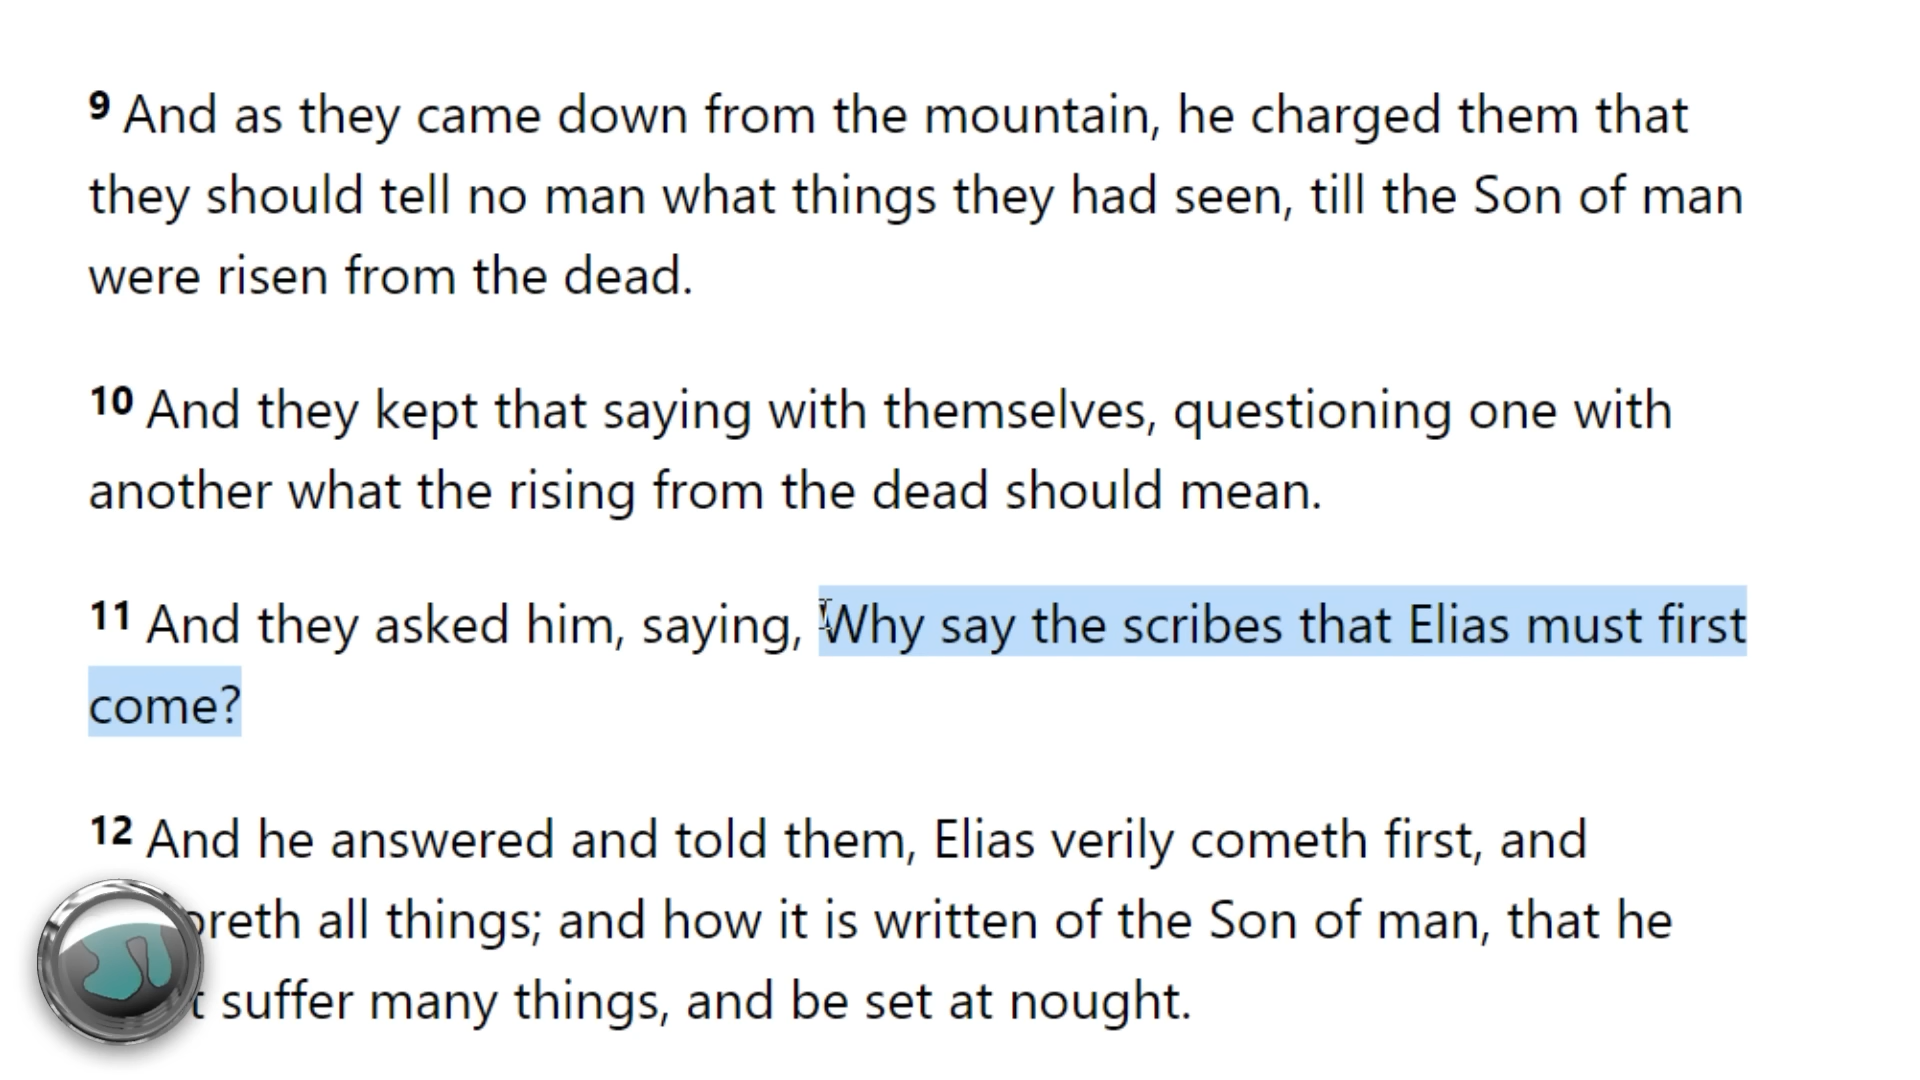 9 And as they came down from the mountain, he charged them that
they should tell no man what things they had seen, till the Son of man
were risen from the dead.
10 And they kept that saying with themselves, questioning one with
another what the rising from the dead should mean.
11 And they asked him, saying, Why say the scribes that Elias must first
come?
12 And he answered and told them, Elias verily cometh first, and
oreth all things; and how it is written of the Son of man, that he
t suffer many things, and be set at nought.